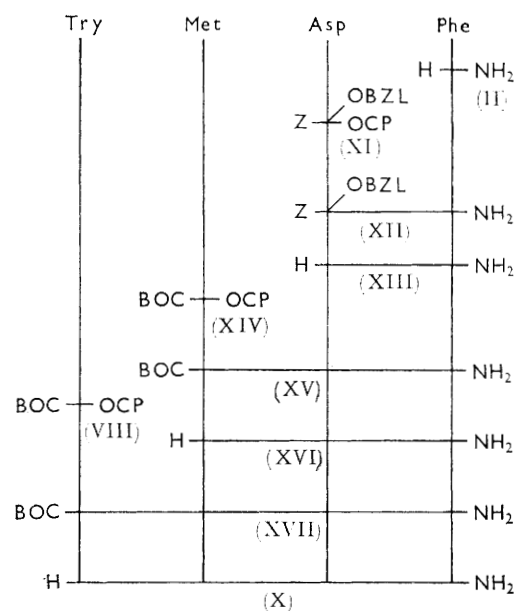 Try Met Asp Phe
H NH₂
(II)
OBZL
Z OCP
(XI)
OBZL
Z NH₂
(XII)
H NH₂
(XIII)
BOC OCP
(XIV)
BOC NH₂
(XV)
BOC OCP
(VIII)
H NH₂
(XVI)
BOC NH₂
(XVII)
H NH₂
(X)